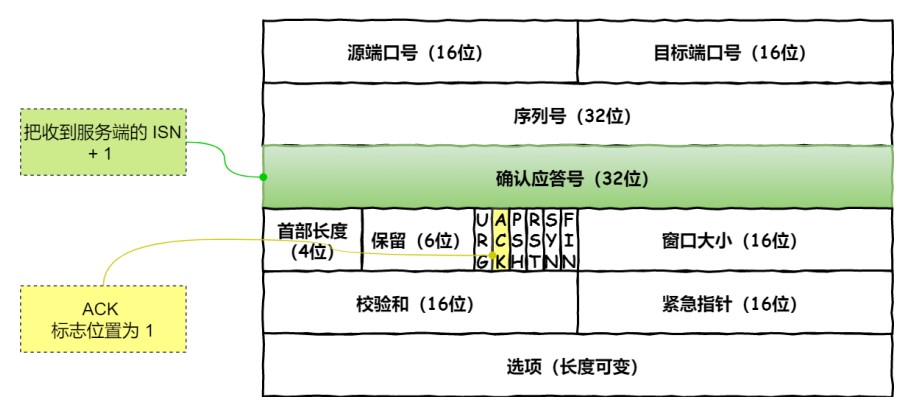 源端口号（16位）
目标端口号（16位）
序列号（32位）
把收到服务端的 ISN
+ 1
确认应答号（32位）
首部长度
（4位）
保留（6位）
URG
ACK
PSH
RST
SYN
FIN
窗口大小（16位）
ACK
标志位置为 1
校验和（16位）
紧急指针（16位）
选项（长度可变）